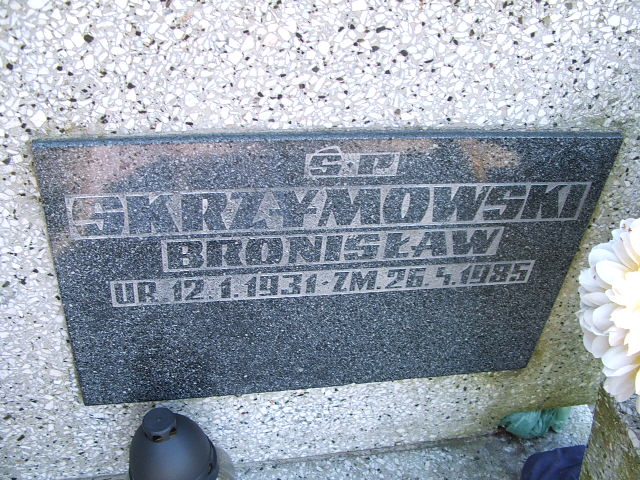 Ś.P.
SKRZYMOWSKI
BRONISŁAW
UR. 12.1.1931-ZM.26.4.1985